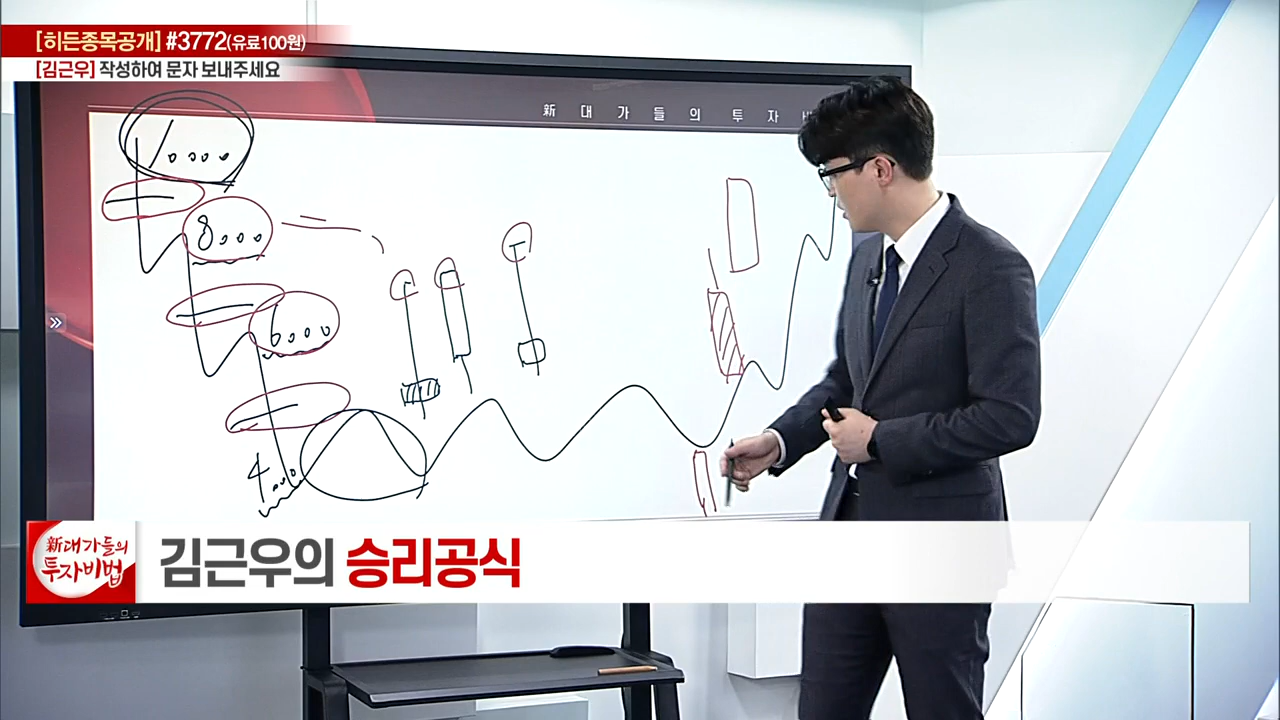 [히든종목공개] #3772(유료100원)
[김근우] 작성하여 문자 보내주세요
新 대 가 들 의 투 자
10000
8000
6000
4000
新대가들의
투자비법
김근우의 승리공식